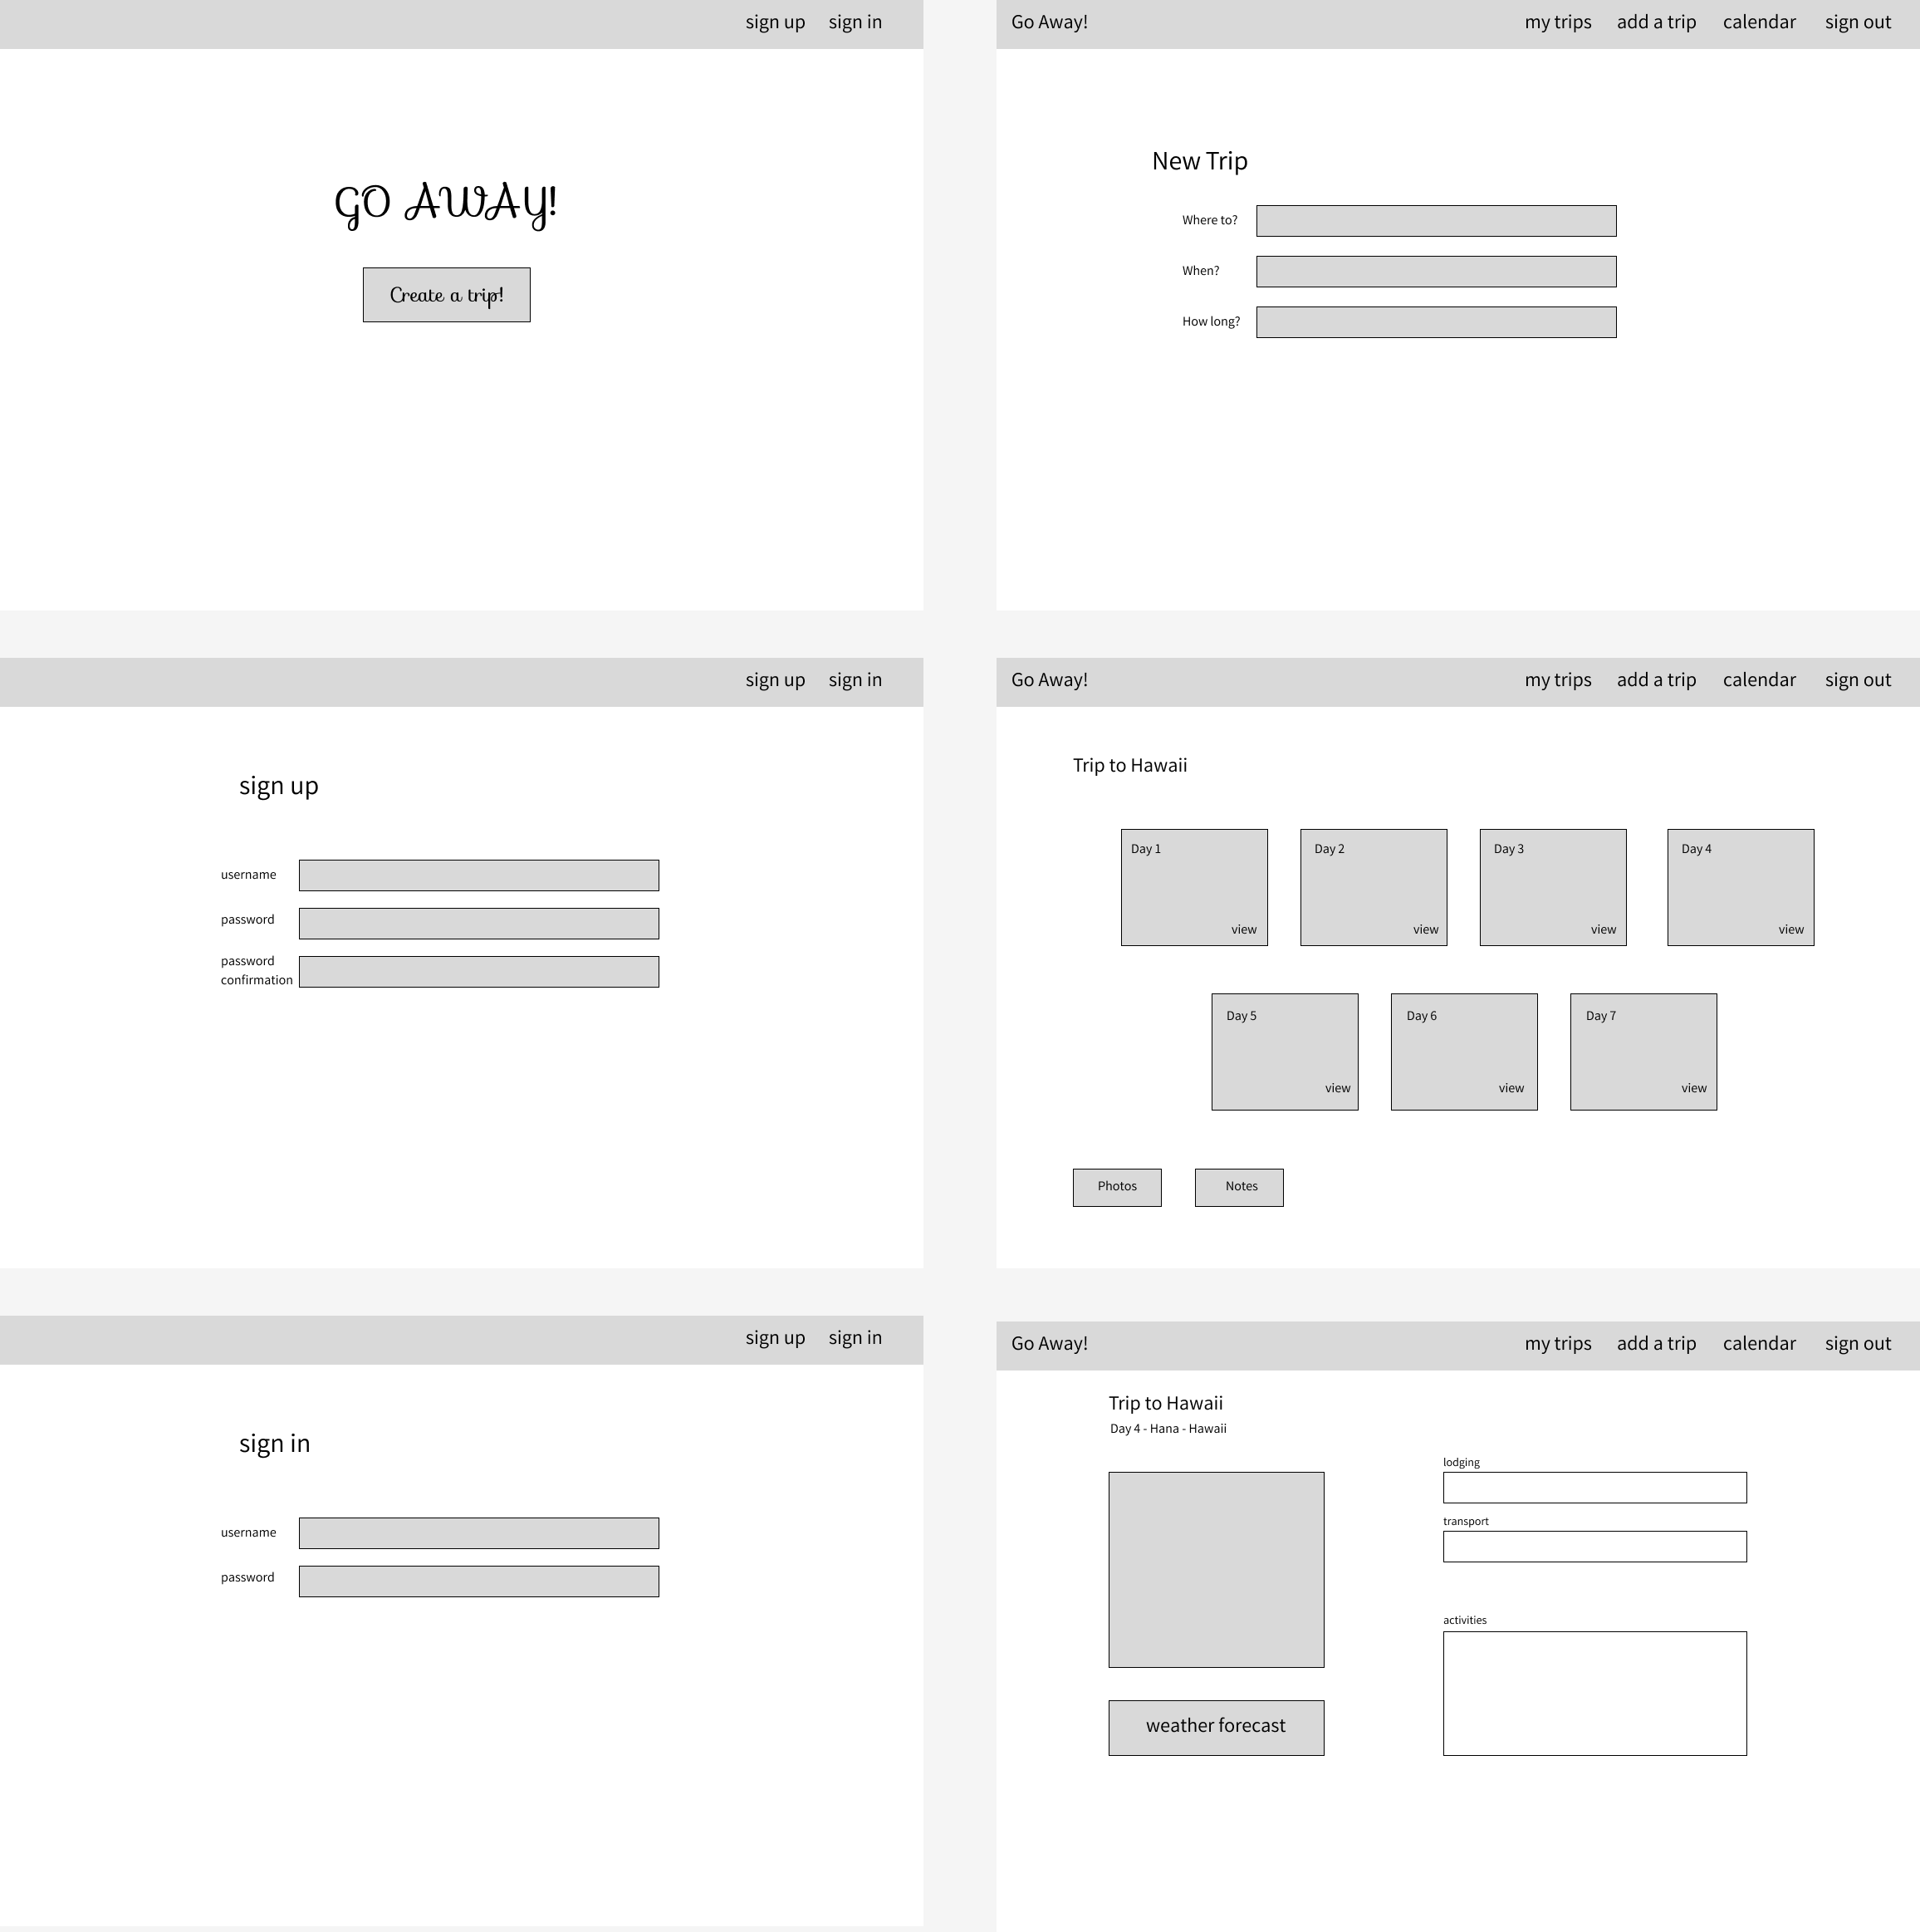 sign up sign in
GO AWAY!
Create a trip!
Go Away! my trips add a trip calendar sign out
New Trip
Where to?
When?
How long?
sign up sign in
sign up
username
password
password
confirmation
Go Away! my trips add a trip calendar sign out
Trip to Hawaii
Day 1 Day 2 Day 3 Day 4
view view view view
Day 5 Day 6 Day 7
view view view
Photos Notes
sign up sign in
sign in
username
password
Go Away! my trips add a trip calendar sign out
Trip to Hawaii
Day 4 - Hana - Hawaii
weather forecast
lodging
transport
activities